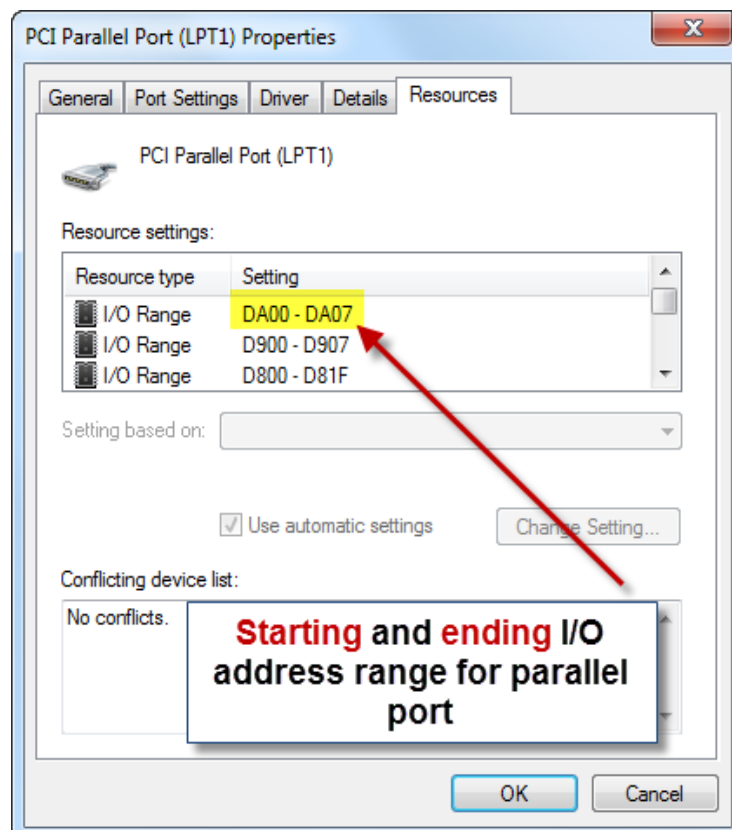 PCI Parallel Port (LPT1) Properties
General Port Settings Driver Details Resources
PCI Parallel Port (LPT1)
Resource settings:
Resource type Setting
I/O Range DA00 - DA07
I/O Range D900 - D907
I/O Range D800 - D81F
Setting based on:
Use automatic settings Change Setting...
Conflicting device list:
No conflicts.
Starting and ending I/O
address range for parallel
port
OK Cancel